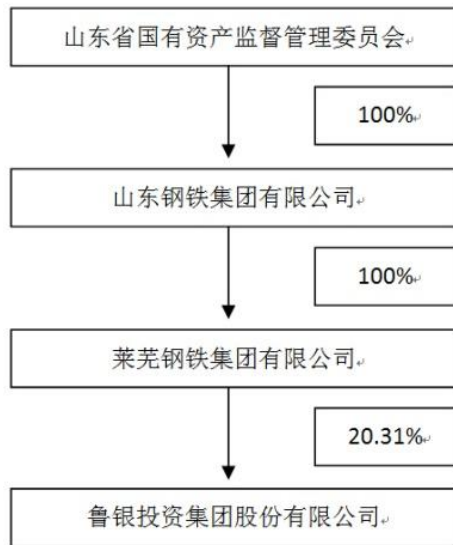 山东省国有资产监督管理委员会
100%
山东钢铁集团有限公司
100%
莱芜钢铁集团有限公司
20.31%
鲁银投资集团股份有限公司